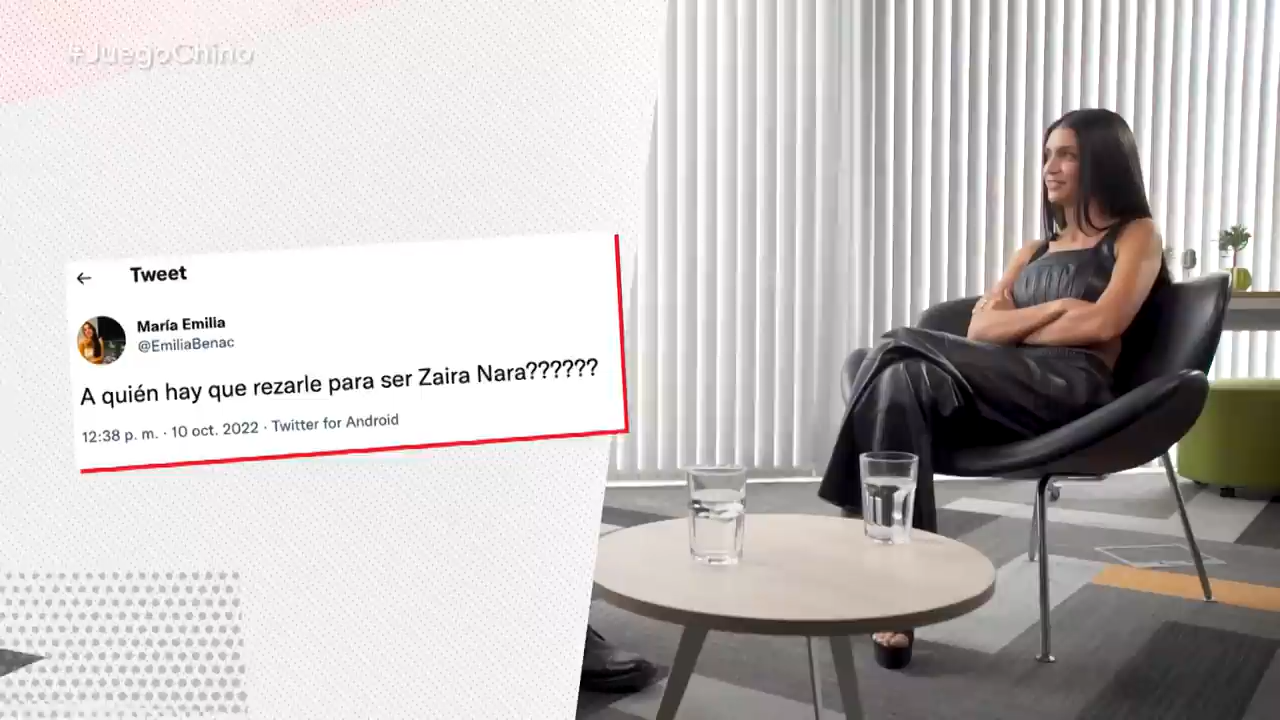 #JuegoChino
Tweet
María Emilia
@EmiliaBenac
A quién hay que rezarle para ser Zaira Nara??????
12:38 p. m. · 10 oct. 2022 · Twitter for Android